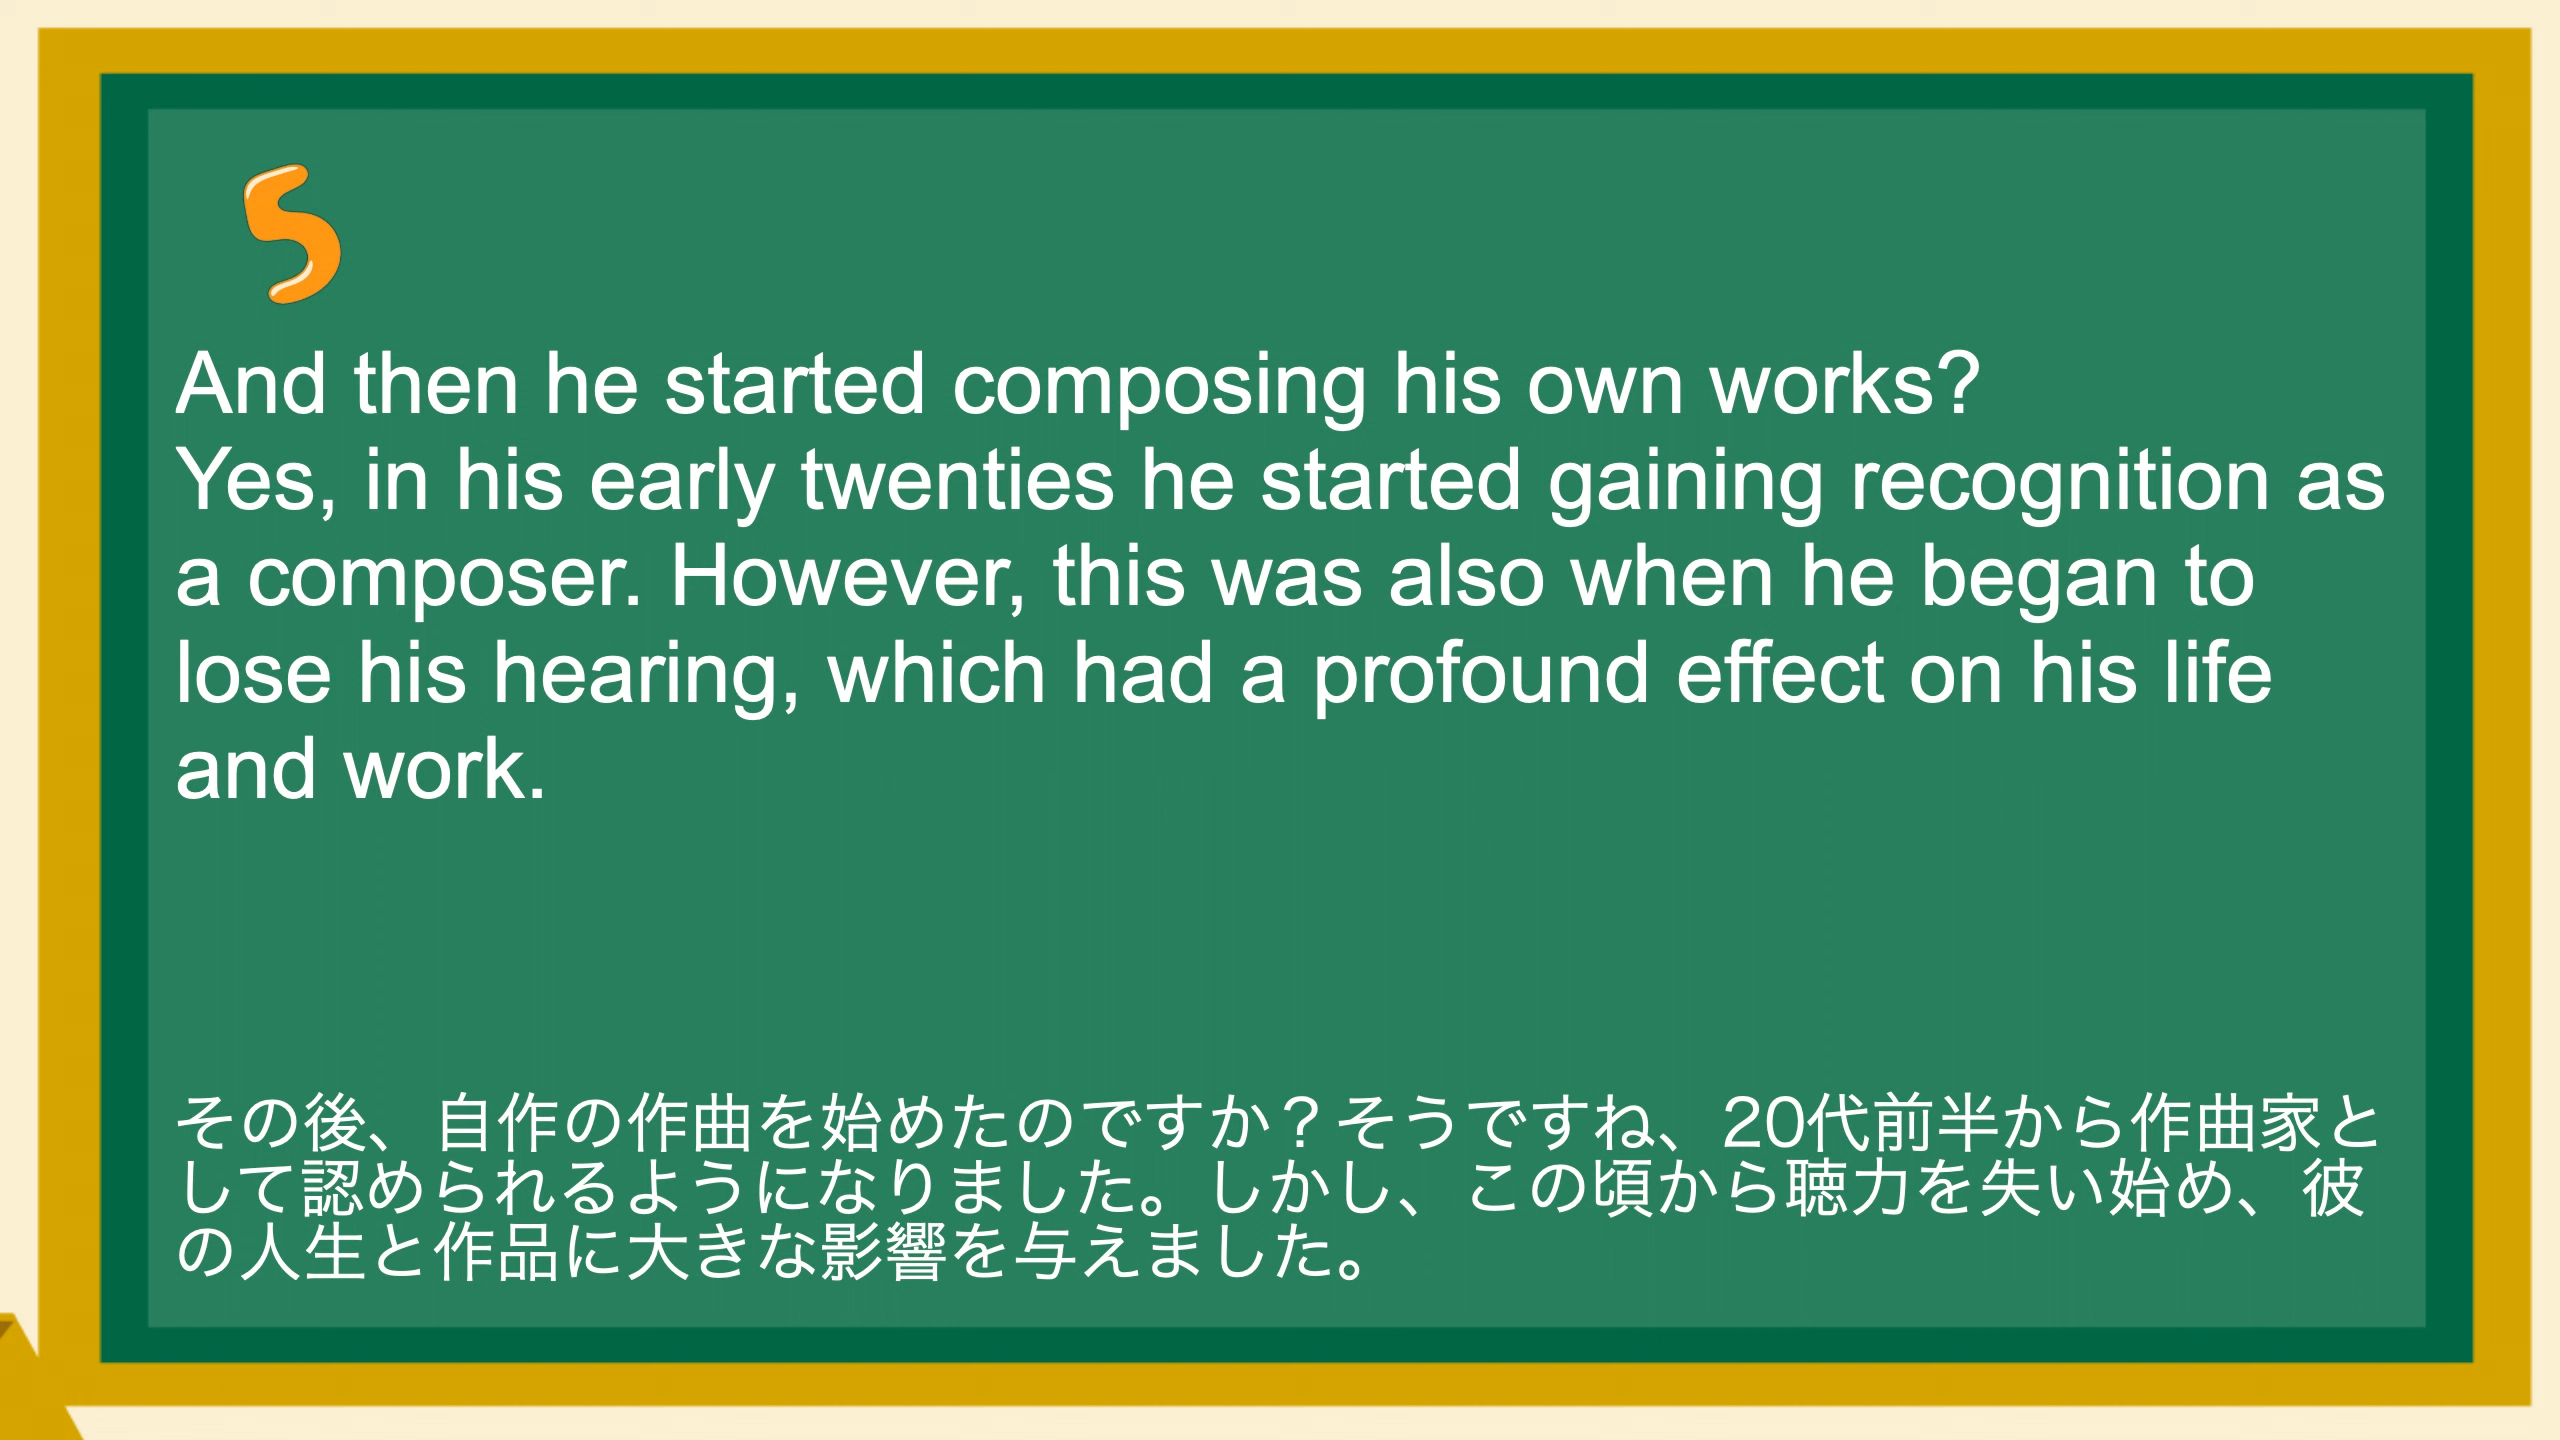 5
And then he started composing his own works?
Yes, in his early twenties he started gaining recognition as
a composer. However, this was also when he began to
lose his hearing, which had a profound effect on his life
and work.
その後、自作の作曲を始めたのですか？そうですね、20代前半から作曲家と
して認められるようになりました。しかし、この頃から聴力を失い始め、彼
の人生と作品に大きな影響を与えました。